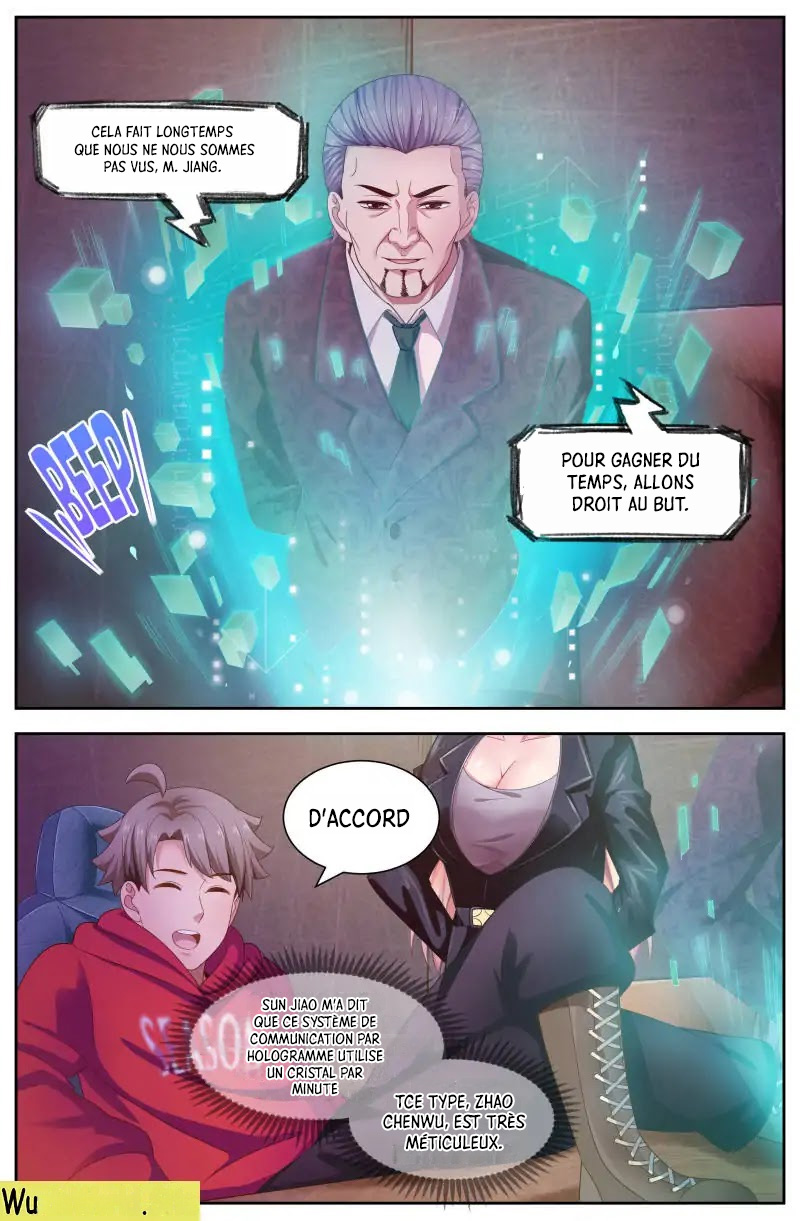 CELA FAIT LONGTEMPS
QUE NOUS NE NOUS SOMMES
PAS VUS, M. JIANG.
BEEP
POUR GAGNER DU
TEMPS, ALLONS
DROIT AU BUT.
D'ACCORD
SUN JIAO M'A DIT
QUE CE SYSTÈME DE
COMMUNICATION PAR
HOLOGRAMME UTILISE
UN CRISTAL PAR
MINUTE
TCE TYPE, ZHAO
CHENWU, EST TRÈS
MÉTICULEUX.
Wu .